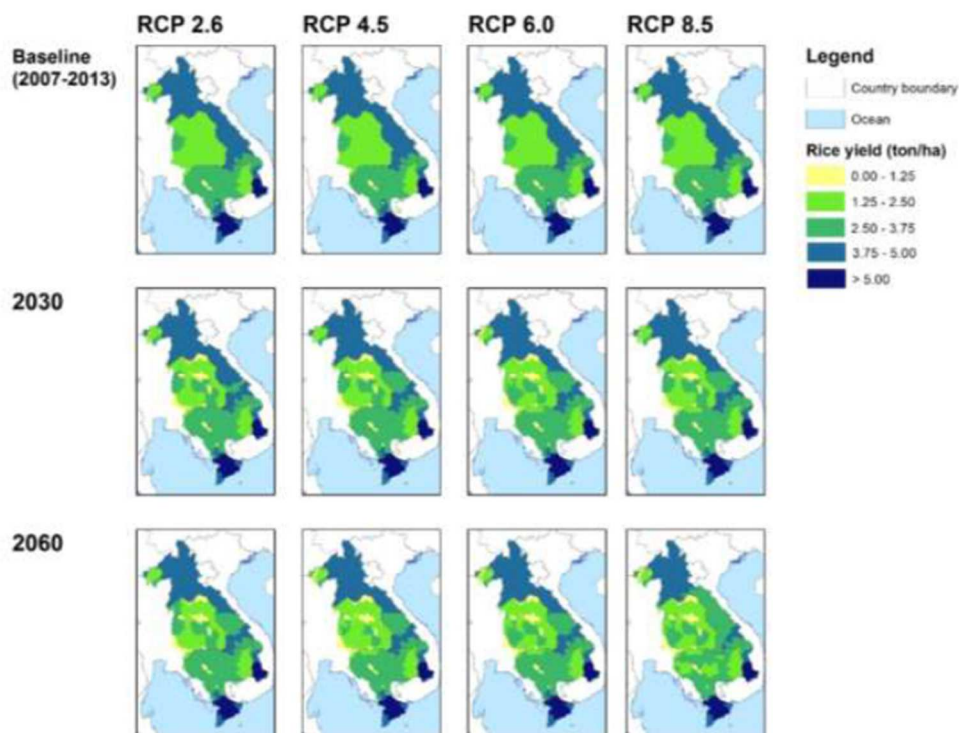 RCP 2.6 RCP 4.5 RCP 6.0 RCP 8.5
Baseline
(2007-2013)
Legend
Country boundary
Ocean
Rice yield (ton/ha)
0.00 - 1.25
1.25 - 2.50
2.50 - 3.75
3.75 - 5.00
> 5.00
2030
2060